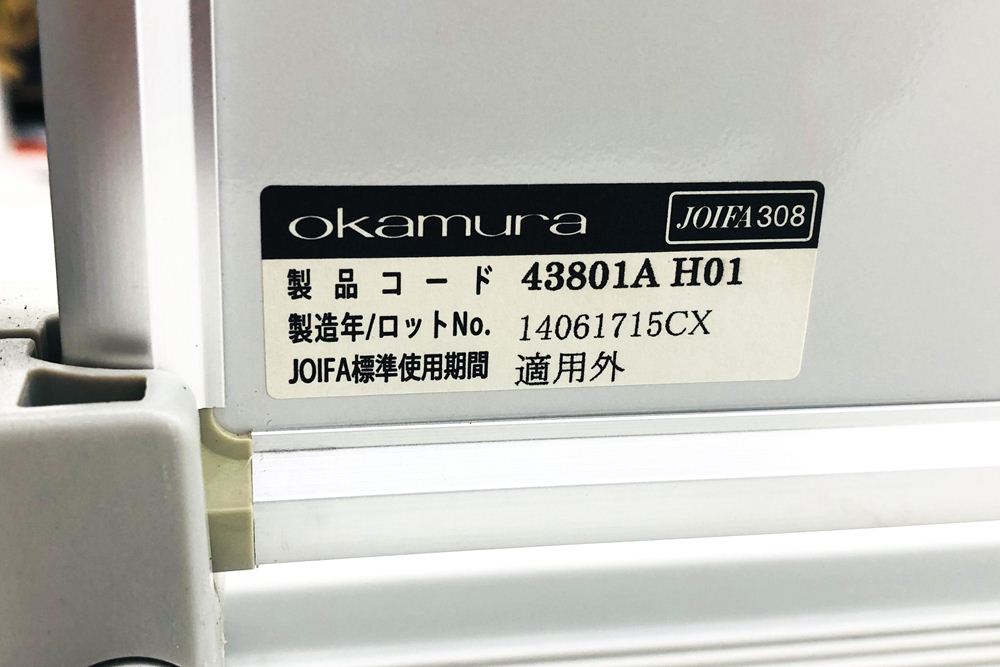 okamura JOIFA308
製品コード 43801A H01
製造年/ロットNo. 14061715CX
JOIFA標準使用期間 適用外